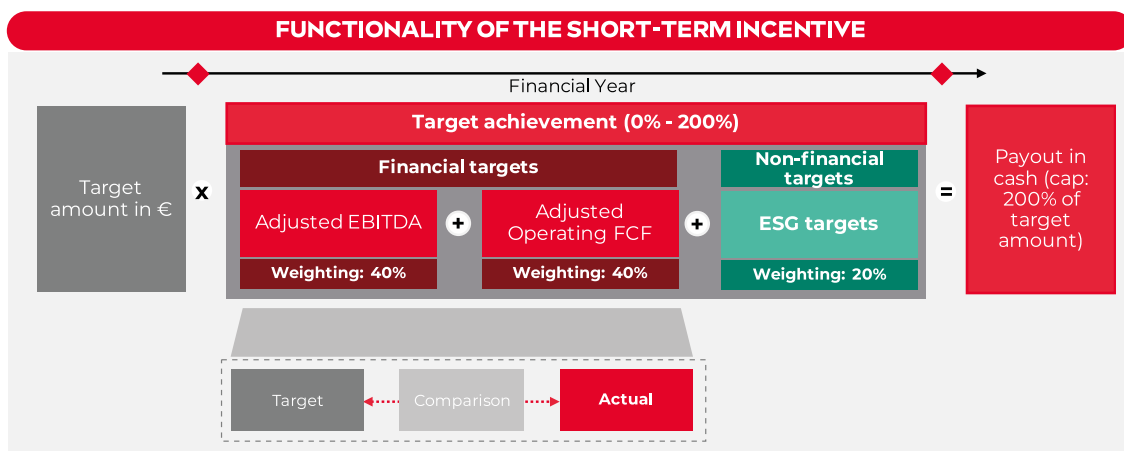 FUNCTIONALITY OF THE SHORT-TERM INCENTIVE
Financial Year
Target
amount in €
x
Target achievement (0% - 200%)
Financial targets
Adjusted EBITDA
Weighting: 40%
+
Adjusted
Operating FCF
Weighting: 40%
+
Non-financial
targets
ESG targets
Weighting: 20%
=
Payout in
cash (cap:
200% of
target
amount)
Target
Comparison
Actual